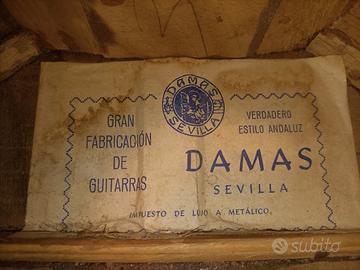 DAMAS
SEVILLA
GRAN
FABRICACIÓN
DE
GUITARRAS
VERDADERO
ESTILO ANDALUZ
DAMAS
SEVILLA
IMPUESTO DE LUJO A METÁLICO.
subito